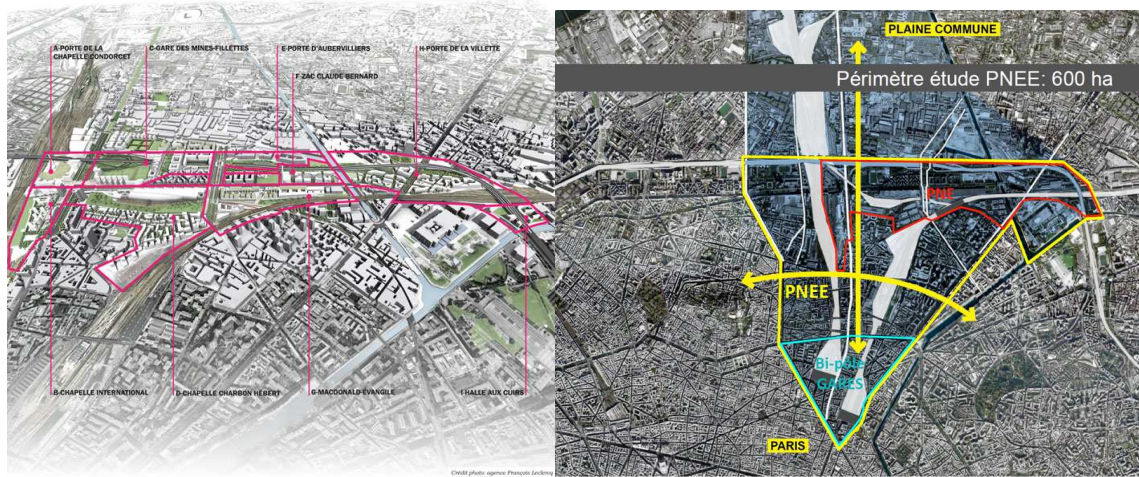 A-PORTE DE LA
CHAPELLE CONDORCET
C-GARE DES MINES-FILLETTES
E-PORTE D'AUBERVILLIERS
H-PORTE DE LA VILLETTE
F-ZAC CLAUDE-BERNARD
B-CHAPELLE INTERNATIONAL
D-CHAPELLE CHARBON HÉBERT
G-MACDONALD-ÉVANGILE
I-HALLE AUX CUIRS
Crédit photo: agence François Leclercq
PLAINE COMMUNE
Périmètre étude PNEE: 600 ha
PNE
PNEE
Bi-pôle
GARES
PARIS